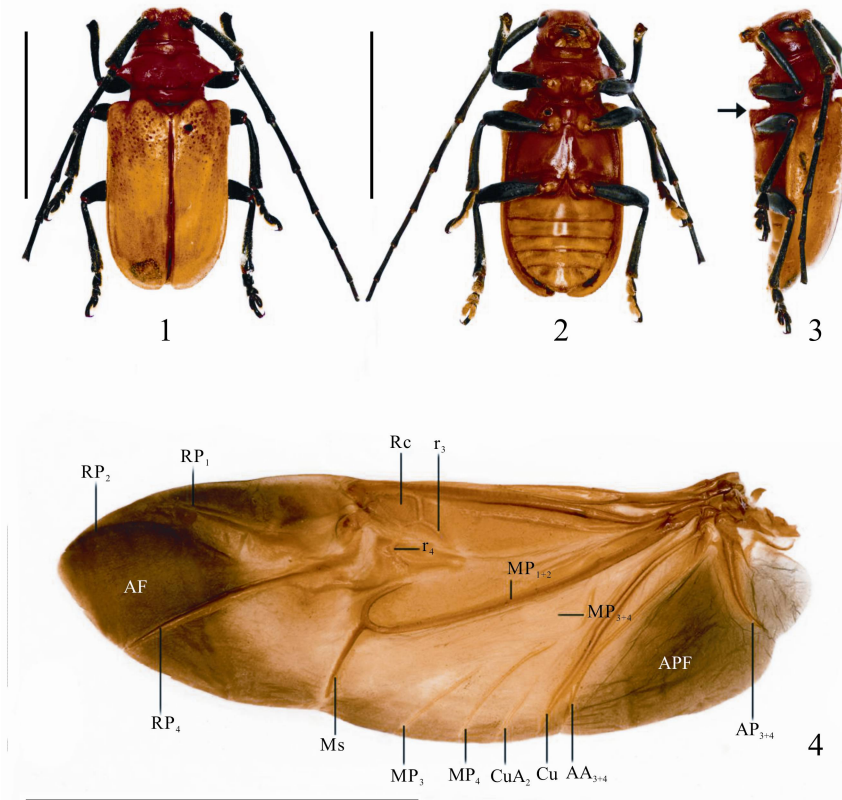 1
2
3
Rc
r₃
RP₁
RP₂
r₄
MP₁₊₂
AF
MP₃₊₄
APF
RP₄
Ms
AP₃₊₄
4
MP₃
MP₄
CuA₂
Cu
AA₃₊₄